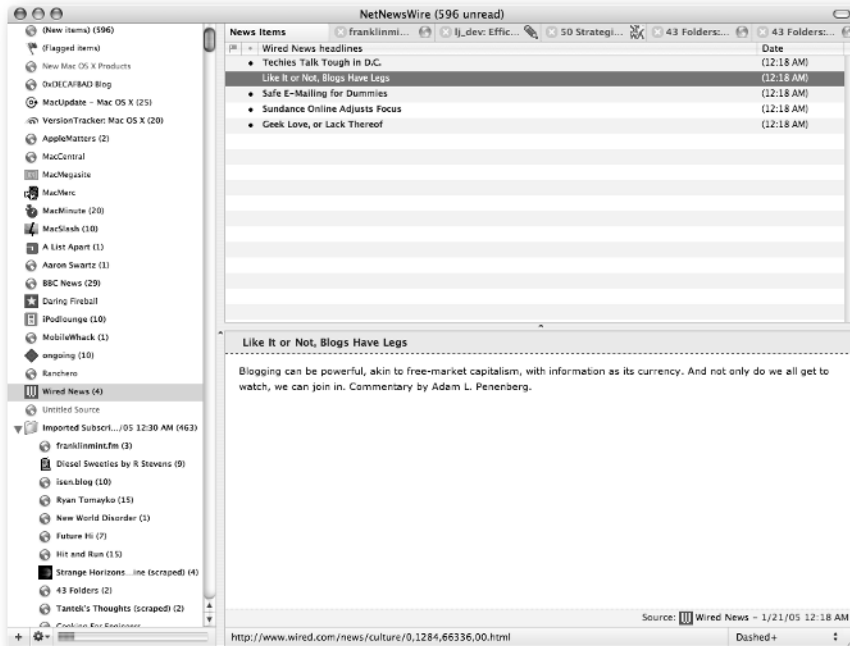 NetNewsWire (596 unread)
(New items) (596)
(Flagged items)
New Mac OS X Products
0xDECAFBAD Blog
MacUpdate - Mac OS X (25)
VersionTracker: Mac OS X (20)
AppleMatters (2)
MacCentral
MacMegasite
MacMerc
MacMinute (20)
MacSlash (10)
A List Apart (1)
Aaron Swartz (1)
BBC News (29)
Daring Fireball
iPodlounge (10)
MobileWhack (1)
ongoing (10)
Ranchero
Wired News (4)
Untitled Source
Imported Subscri.../05 12:30 AM (463)
franklinmint.fm (3)
Diesel Sweeties by R Stevens (9)
isen.blog (10)
Ryan Tomayko (15)
New World Disorder (1)
Future Hi (7)
Hit and Run (15)
Strange Horizons...ine (scraped) (4)
43 Folders (2)
Tantek's Thoughts (scraped) (2)
Cooking For Engineers
News Items franklinmi... lj_dev: Effic... 50 Strategi... 43 Folders:... 43 Folders:...
Wired News headlines Date
Techies Talk Tough in D.C. (12:18 AM)
Like It or Not, Blogs Have Legs (12:18 AM)
Safe E-Mailing for Dummies (12:18 AM)
Sundance Online Adjusts Focus (12:18 AM)
Geek Love, or Lack Thereof (12:18 AM)
Like It or Not, Blogs Have Legs
Blogging can be powerful, akin to free-market capitalism, with information as its currency. And not only do we all get to
watch, we can join in. Commentary by Adam L. Penenberg.
Source: Wired News - 1/21/05 12:18 AM
http://www.wired.com/news/culture/0,1284,66336,00.html Dashed+